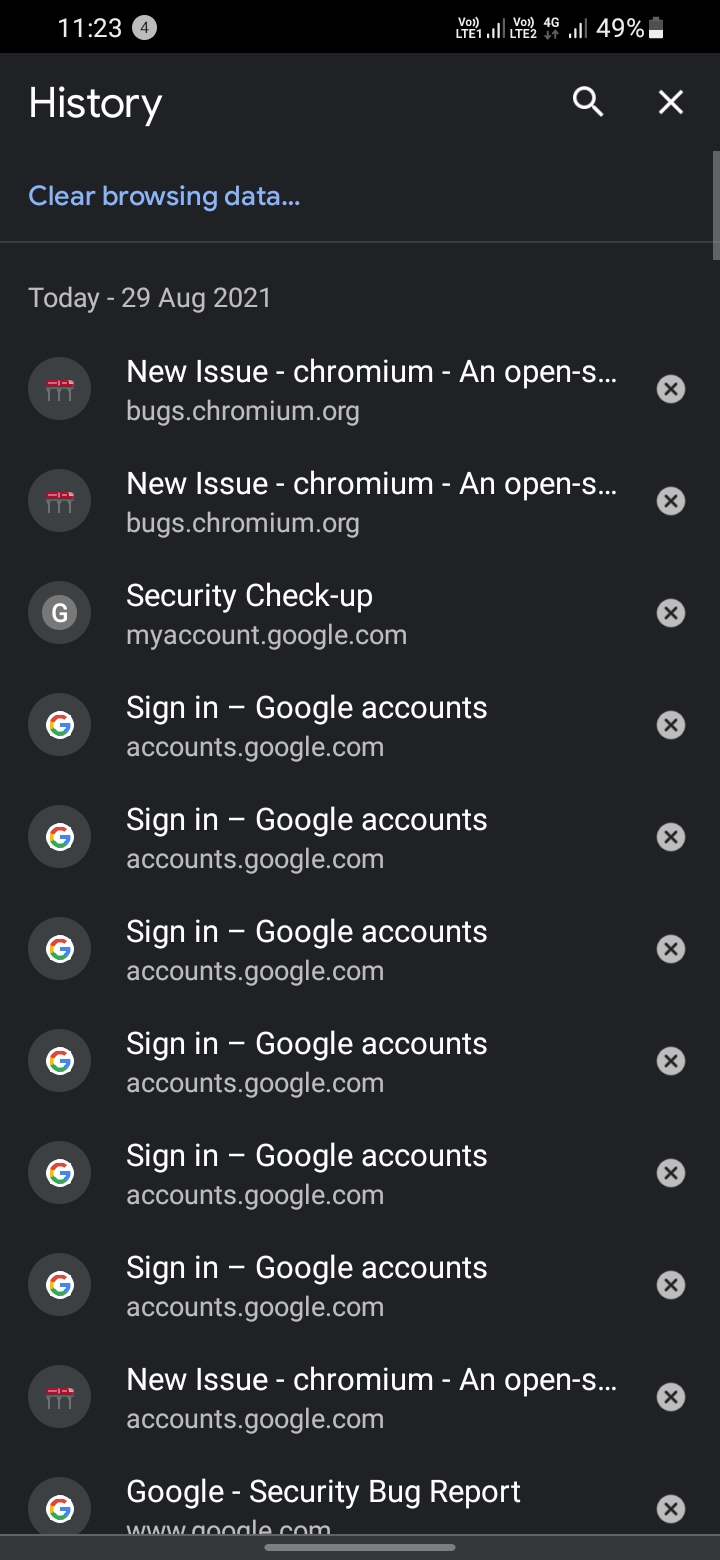 11:23 4 Vo)) LTE1 Vo)) LTE2 4G 49%
History
Clear browsing data...
Today - 29 Aug 2021
New Issue - chromium - An open-s...
bugs.chromium.org
New Issue - chromium - An open-s...
bugs.chromium.org
G
Security Check-up
myaccount.google.com
G
Sign in – Google accounts
accounts.google.com
G
Sign in – Google accounts
accounts.google.com
G
Sign in – Google accounts
accounts.google.com
G
Sign in – Google accounts
accounts.google.com
G
Sign in – Google accounts
accounts.google.com
G
Sign in – Google accounts
accounts.google.com
New Issue - chromium - An open-s...
accounts.google.com
G
Google - Security Bug Report
www.google.com